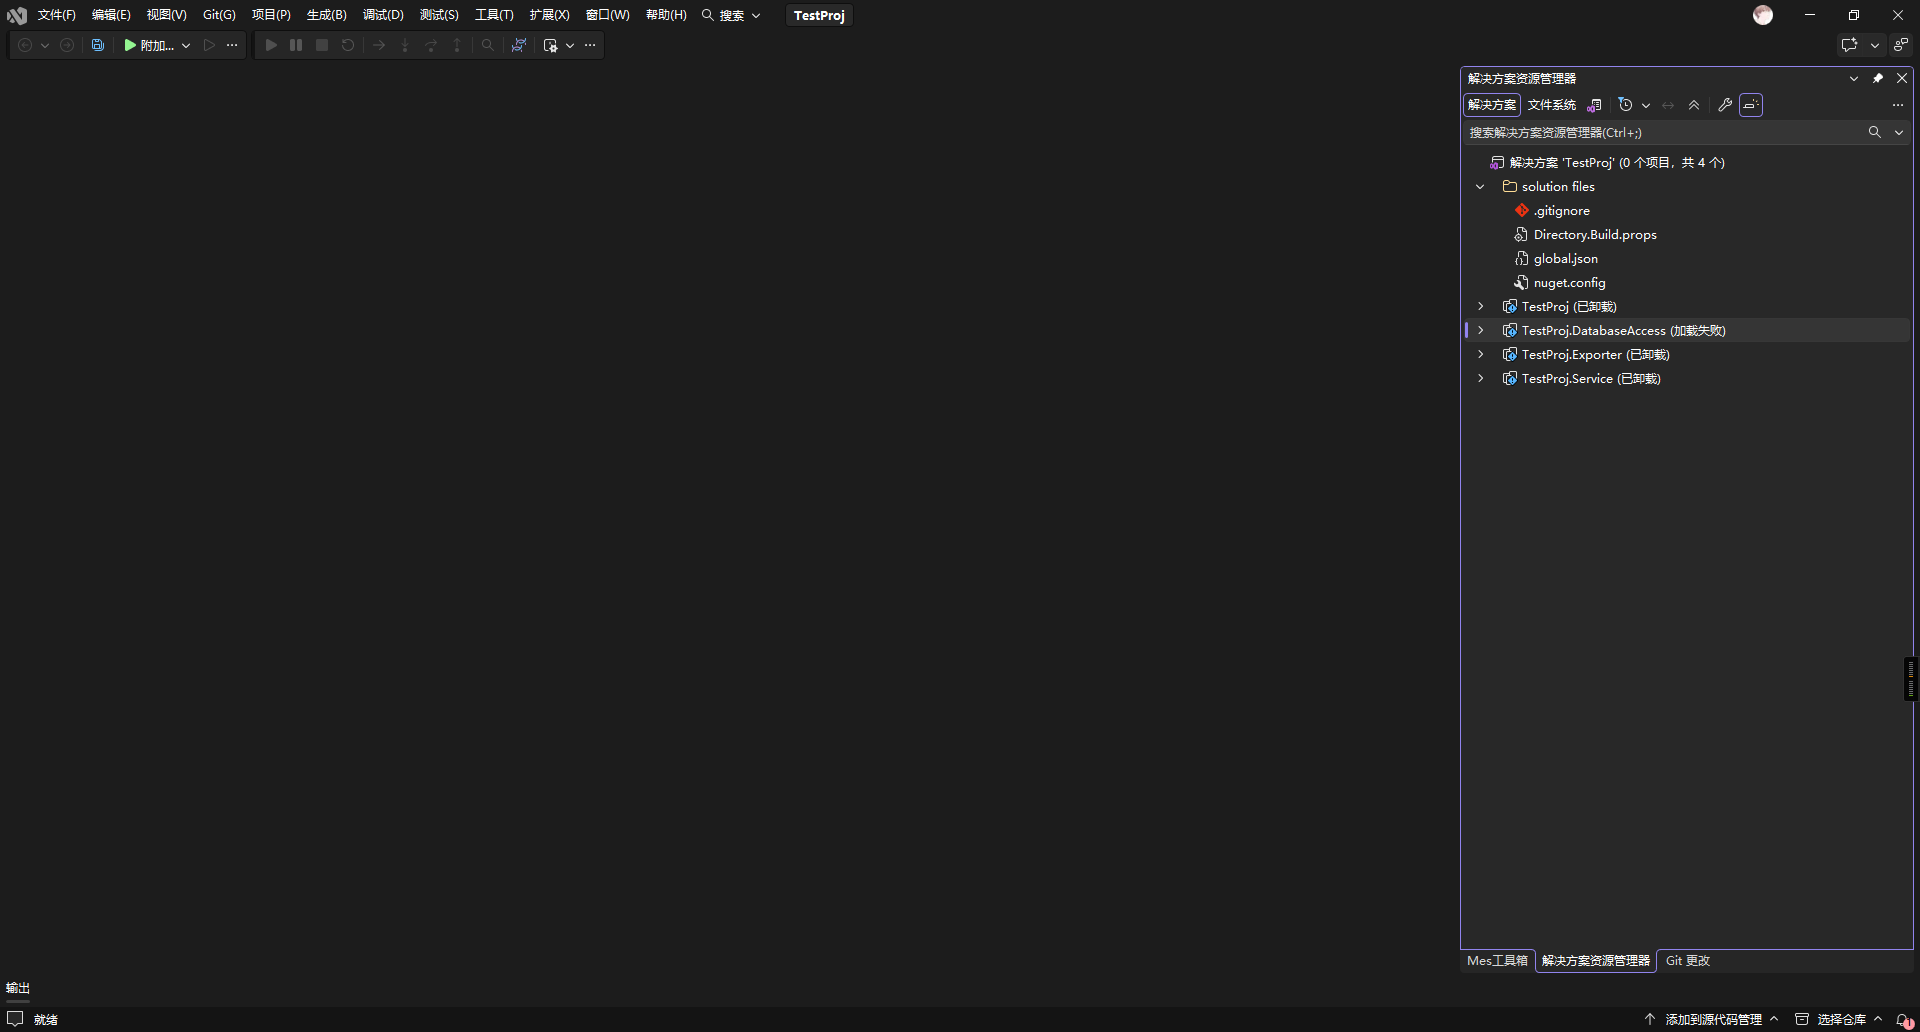 文件(F) 编辑(E) 视图(V) Git(G) 项目(P) 生成(B) 调试(D) 测试(S) 工具(T) 扩展(X) 窗口(W) 帮助(H) 搜索 TestProj
附加...
解决方案资源管理器
解决方案 文件系统
搜索解决方案资源管理器(Ctrl+;)
解决方案 'TestProj' (0 个项目，共 4 个)
solution files
.gitignore
Directory.Build.props
global.json
nuget.config
TestProj (已卸载)
TestProj.DatabaseAccess (加载失败)
TestProj.Exporter (已卸载)
TestProj.Service (已卸载)
Mes工具箱 解决方案资源管理器 Git 更改
输出
就绪 添加到源代码管理 选择仓库 1